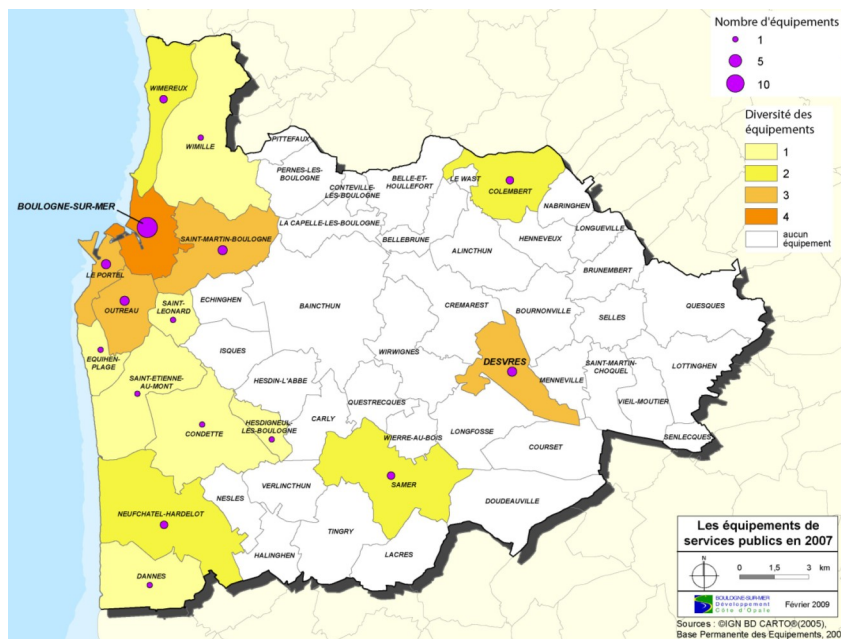 Nombre d'équipements
1
5
10
Diversité des
équipements
1
2
3
4
aucun
équipement
WIMEREUX
WIMILLE
PITTEFAUX
PERNES-LES-
BOULOGNE
CONTEVILLE-
LES-BOULOGNE
BELLE-ET-
HOULLEFORT
LE WAST
COLEMBERT
NABRINGHEN
BOULOGNE-SUR-MER
SAINT-MARTIN-BOULOGNE
LA CAPELLE-LES-BOULOGNE
BELLEBRUNE
ALINCTHUN
HENNEVEUX
LONGUEVILLE
BRUNEMBERT
LE PORTEL
OUTREAU
SAINT-
LEONARD
ECHINGHEN
BAINCTHUN
CREMAREST
BOURNONVILLE
SELLES
QUESQUES
EQUIHEN-
PLAGE
ISQUES
WIRWIGNES
DESVRES
MENNEVILLE
SAINT-MARTIN-
CHOQUEL
LOTTINGHEN
SAINT-ETIENNE-
AU-MONT
HESDIN-L'ABBE
QUESTRECQUES
VIEIL-MOUTIER
CONDETTE
HESDIGNEUL-
LES-BOULOGNE
CARLY
WIERRE-AU-BOIS
LONGFOSSE
COURSET
SENLECQUES
NEUFCHATEL-HARDELOT
NESLES
VERLINCTHUN
SAMER
DOUDEAUVILLE
DANNES
HALINGHEN
TINGRY
LACRES
Les équipements de
services publics en 2007
N
0 1,5 3 km
BOULOGNE-SUR-MER
Développement
Côte d'Opale
Février 2009
Sources : ©IGN BD CARTO®(2005),
Base Permanente des Equipements, 200